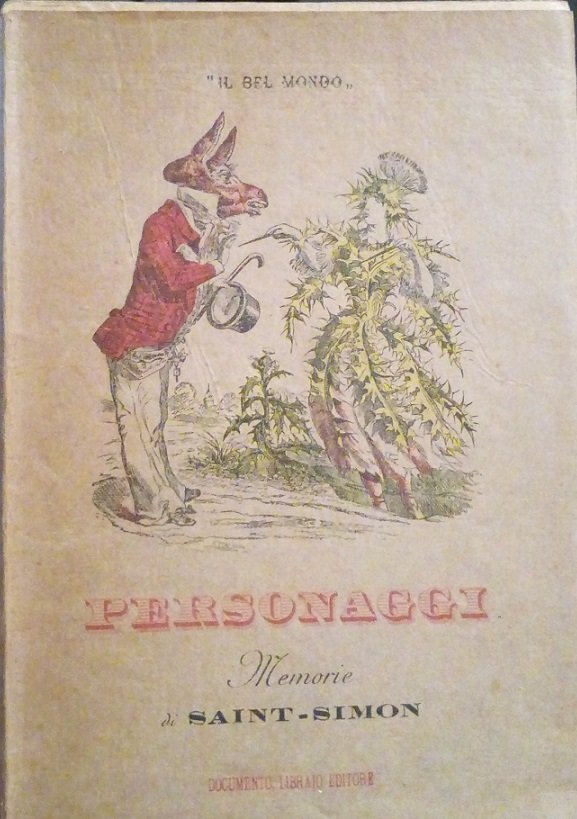 "IL BEL MONDO„
PERSONAGGI
Memorie
di SAINT-SIMON
DOCUMENTO LIBRAIO EDITORE